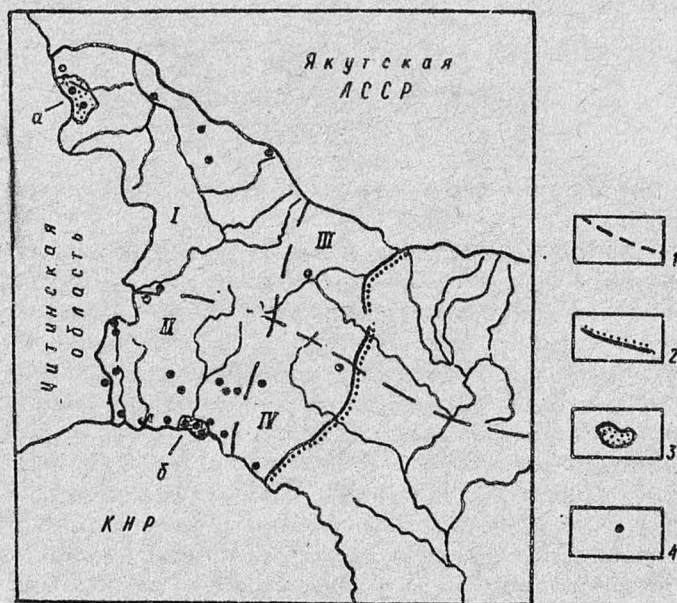 Якутская
АССР
а
I
III
Читинская
область
II
IV
б
КНР
1
2
3
4